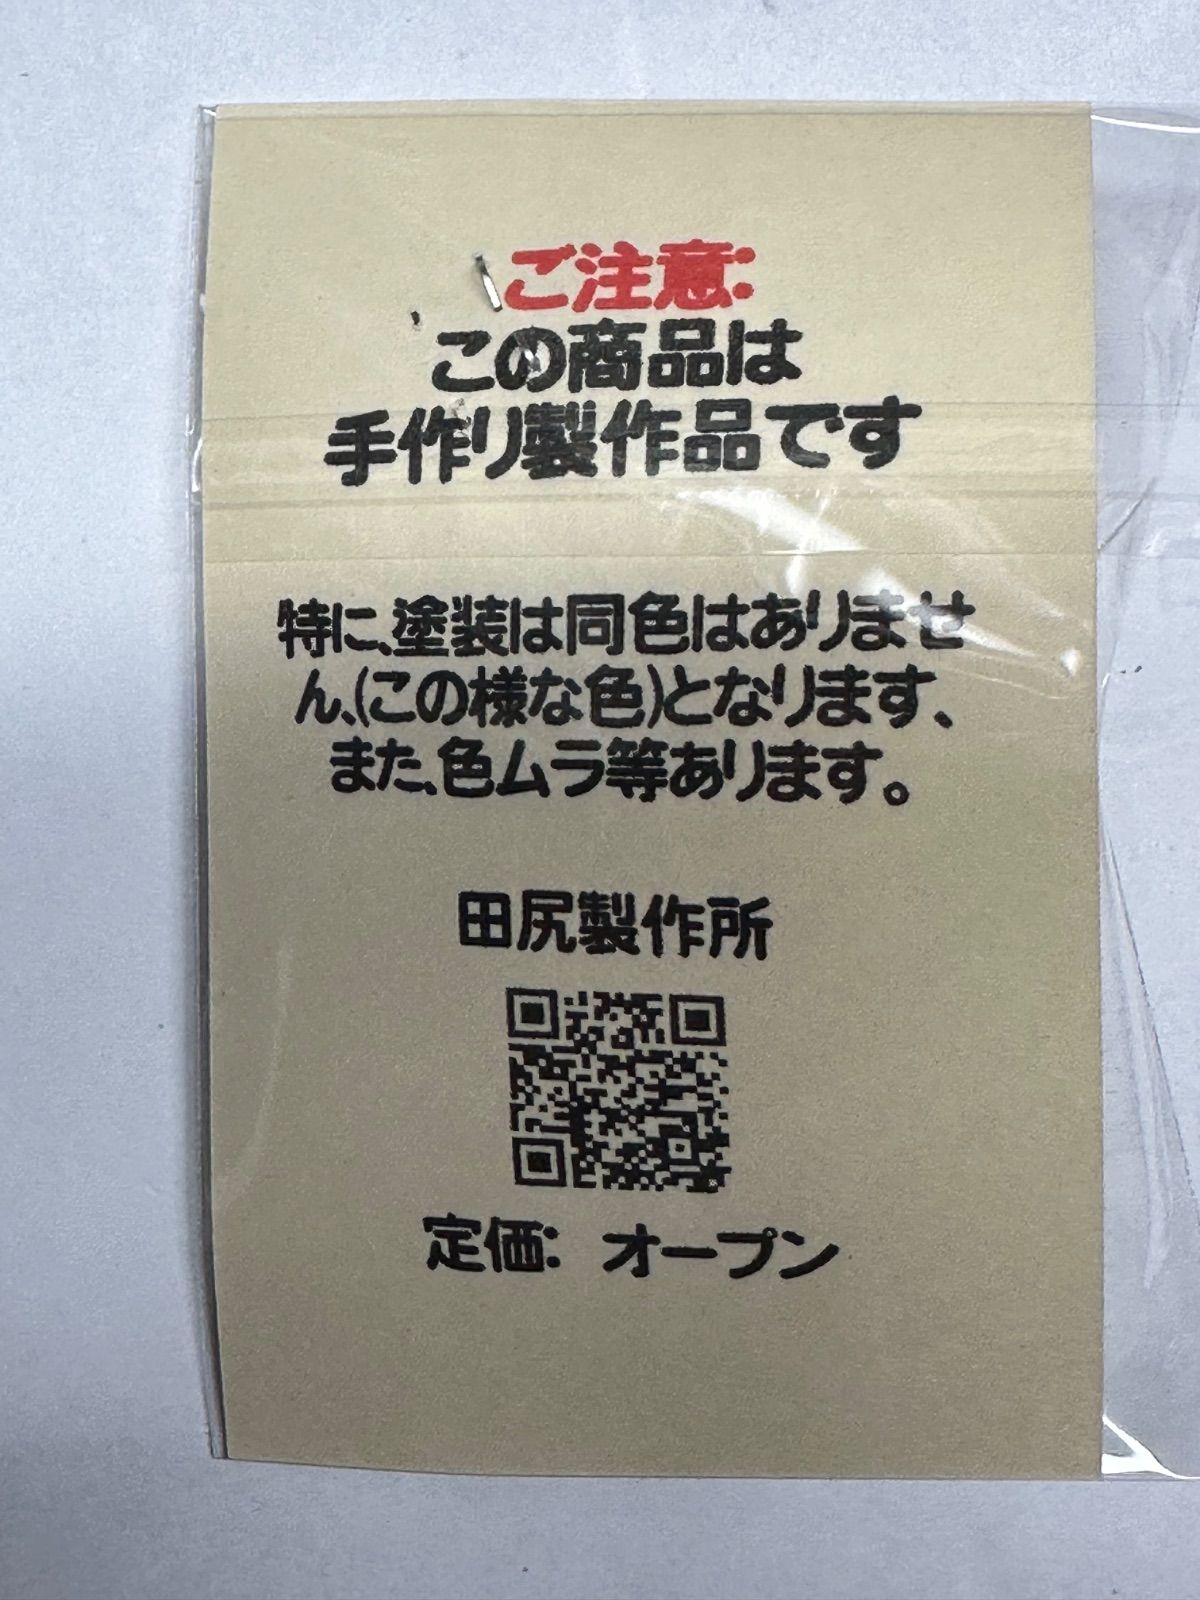 ご注意:
この商品は
手作り製作品です
特に、塗装は同色はありませ
ん、(この様な色)となります、
また、色ムラ等あります。
田尻製作所
定価: オープン